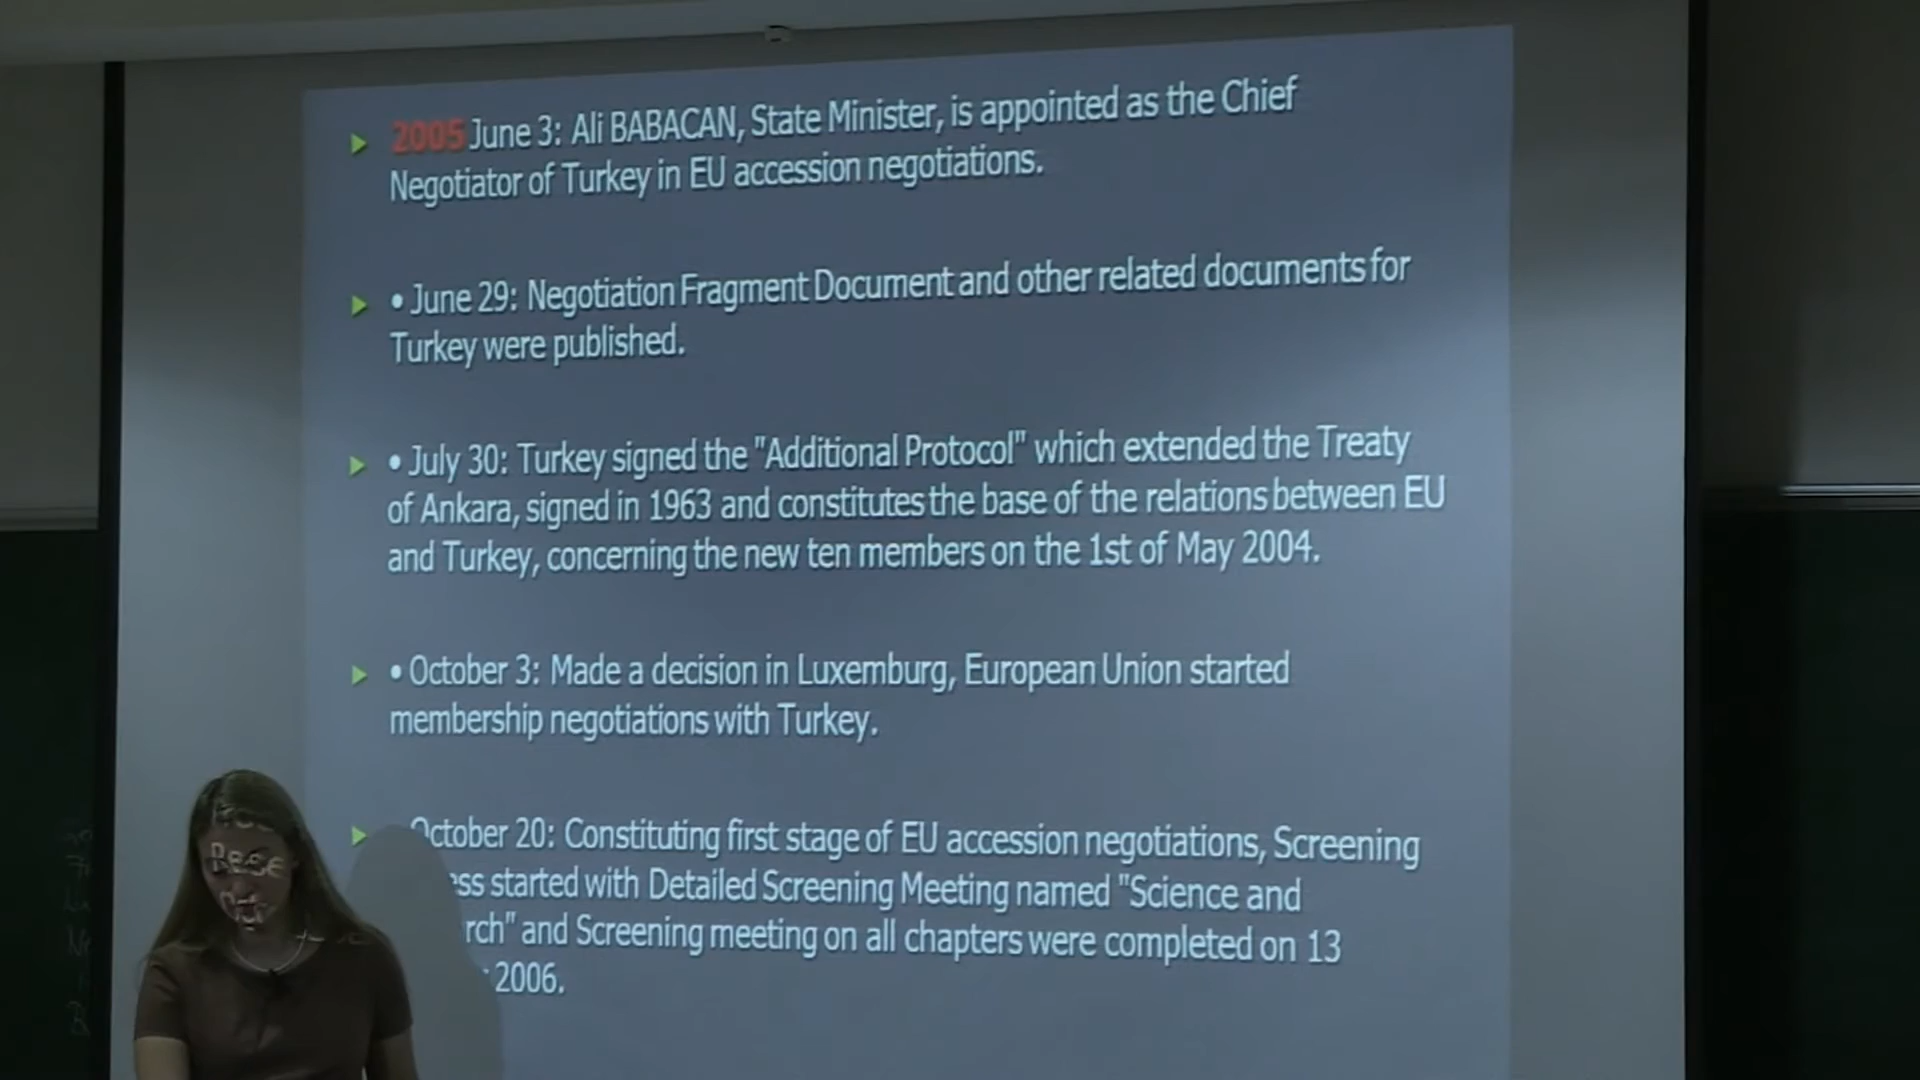 2005 June 3: Ali BABACAN, State Minister, is appointed as the Chief
Negotiator of Turkey in EU accession negotiations.
• June 29: Negotiation Fragment Document and other related documents for
Turkey were published.
• July 30: Turkey signed the "Additional Protocol" which extended the Treaty
of Ankara, signed in 1963 and constitutes the base of the relations between EU
and Turkey, concerning the new ten members on the 1st of May 2004.
• October 3: Made a decision in Luxemburg, European Union started
membership negotiations with Turkey.
October 20: Constituting first stage of EU accession negotiations, Screening
started with Detailed Screening Meeting named "Science and
and Screening meeting on all chapters were completed on 13
2006.